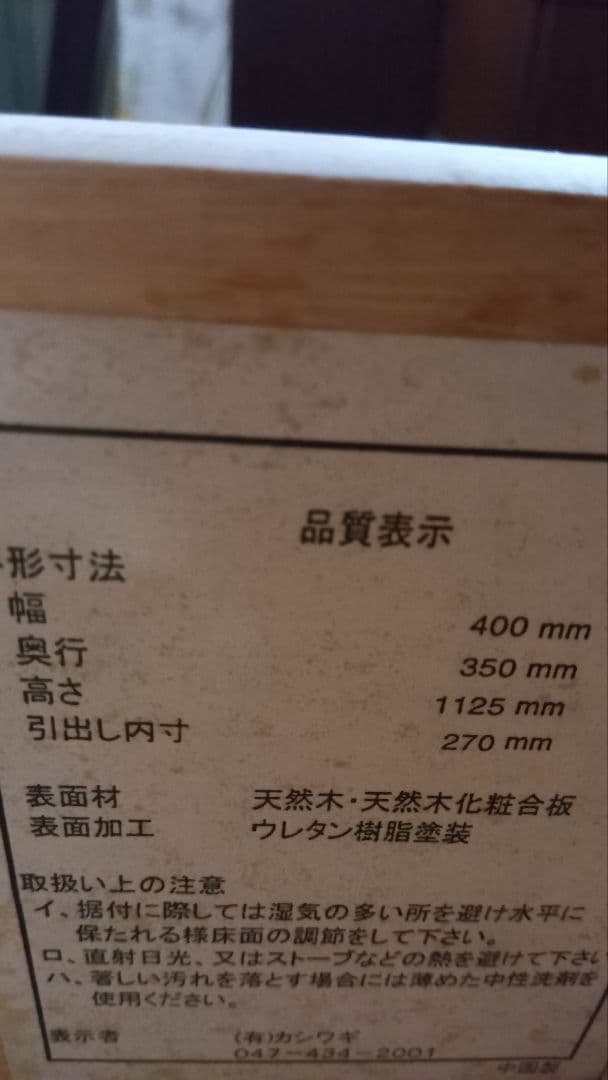 品質表示
形寸法
幅 400 mm
奥行 350 mm
高さ 1125 mm
引出し内寸 270 mm
表面材 天然木・天然木化粧合板
表面加工 ウレタン樹脂塗装
取扱い上の注意
イ、据付に際しては湿気の多い所を避け水平に
保たれる様床面の調節をして下さい。
ロ、直射日光、又はストーブなどの熱を避けて下さい
ハ、著しい汚れを落とす場合には薄めた中性洗剤を
使用ください。
表示者 (有)カシワギ
047-434-2001
中国製